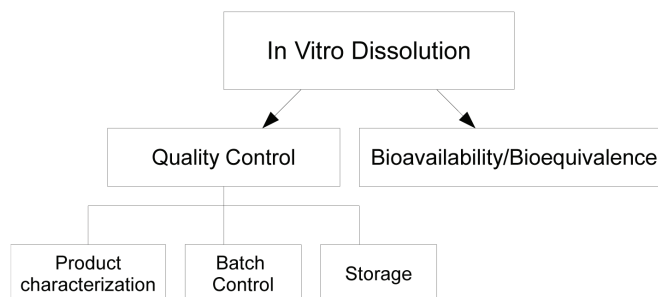 In Vitro Dissolution
Quality Control
Bioavailability/Bioequivalence
Product
characterization
Batch
Control
Storage